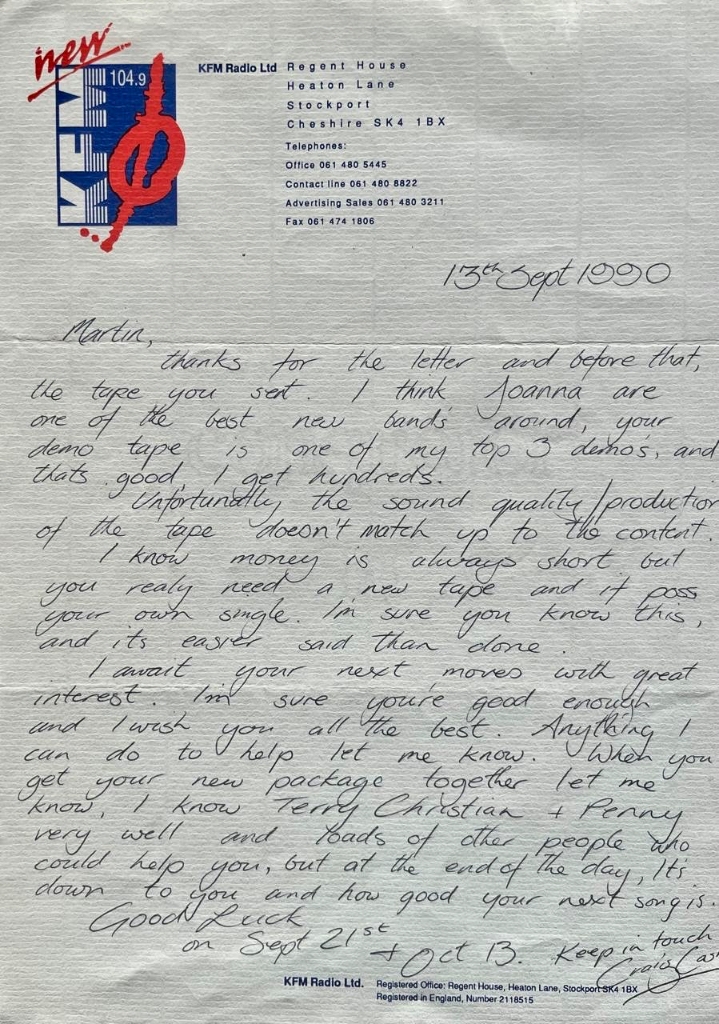 new
KFM 104.9
KFM Radio Ltd Regent House
Heaton Lane
Stockport
Cheshire SK4 1BX
Telephones:
Office 061 480 5445
Contact line 061 480 8822
Advertising Sales 061 480 3211
Fax 061 474 1806
13th Sept 1990
Martin,
thanks for the letter and before that,
the tape you sent. I think Joanna are
one of the best new band's around, your
demo tape is one of my top 3 demo's, and
thats good, I get hundreds.
Unfortunatly, the sound quality/production
of the tape doesn't match up to the content.
I know money is always short but
you realy need a new tape and if poss
your own single. I'm sure you know this,
and its easier said than done.
I await your next moves with great
interest. I'm sure you're good enough
and I wish you all the best. Anything I
can do to help let me know. When you
get your new package together let me
know, I know Terry Christian + Penny
very well and loads of other people who
could help you, but at the end of the day, It's
down to you and how good your next song is.
Good Luck
on Sept 21st + Oct 13. Keep in touch
Craig Cash
KFM Radio Ltd. Registered Office: Regent House, Heaton Lane, Stockport SK4 1BX
Registered in England, Number 2118515